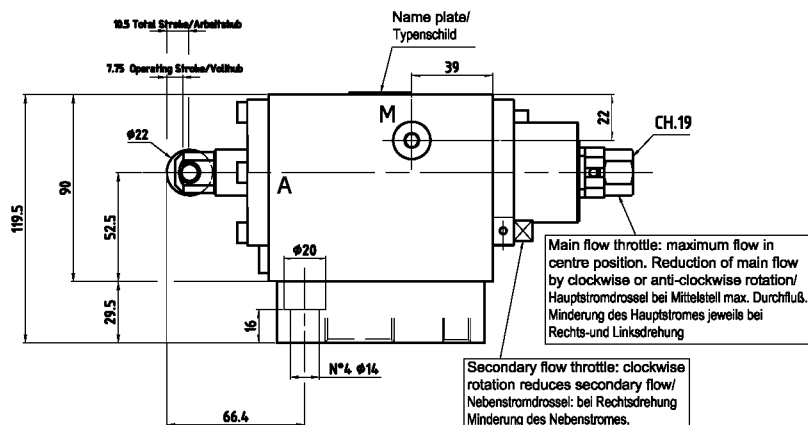 10.5 Total Stroke/Arbeitshub
7.75 Operating Stroke/Vollhub
Name plate/
Typenschild
39
22
CH.19
M
A
ø22
119.5
90
52.5
29.5
16
ø20
N°4 ø14
66.4
Main flow throttle: maximum flow in
centre position. Reduction of main flow
by clockwise or anti-clockwise rotation/
Hauptstromdrossel bei Mittelstell max. Durchfluß.
Minderung des Hauptstromes jeweils bei
Rechts-und Linksdrehung
Secondary flow throttle: clockwise
rotation reduces secondary flow/
Nebenstromdrossel: bei Rechtsdrehung
Minderung des Nebenstromes.